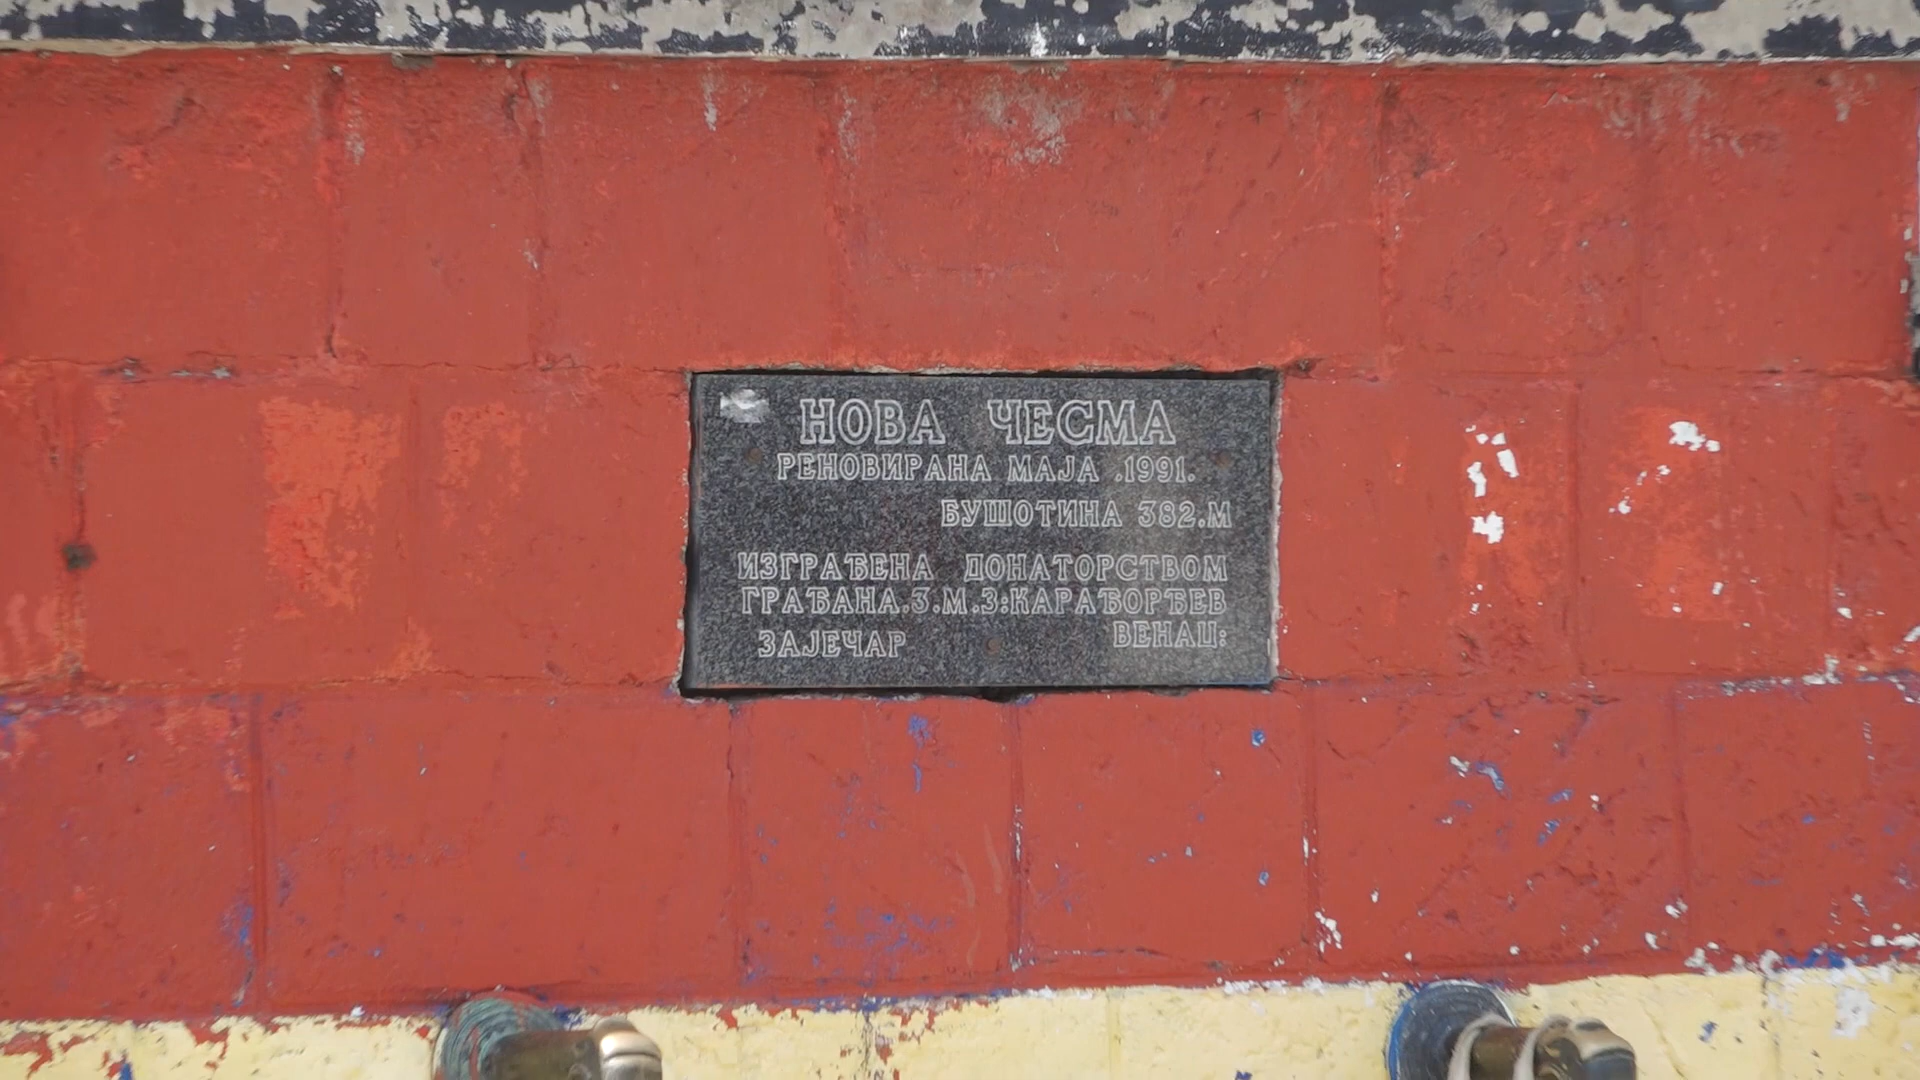 НОВА ЧЕСМА
РЕНОВИРАНА МАЈА .1991.
БУШОТИНА 382.М
ИЗГРАЂЕНА ДОНАТОРСТВОМ
ГРАЂАНА.З.М.З:КАРАЂОРЂЕВ
ЗАЈЕЧАР ВЕНАЦ: